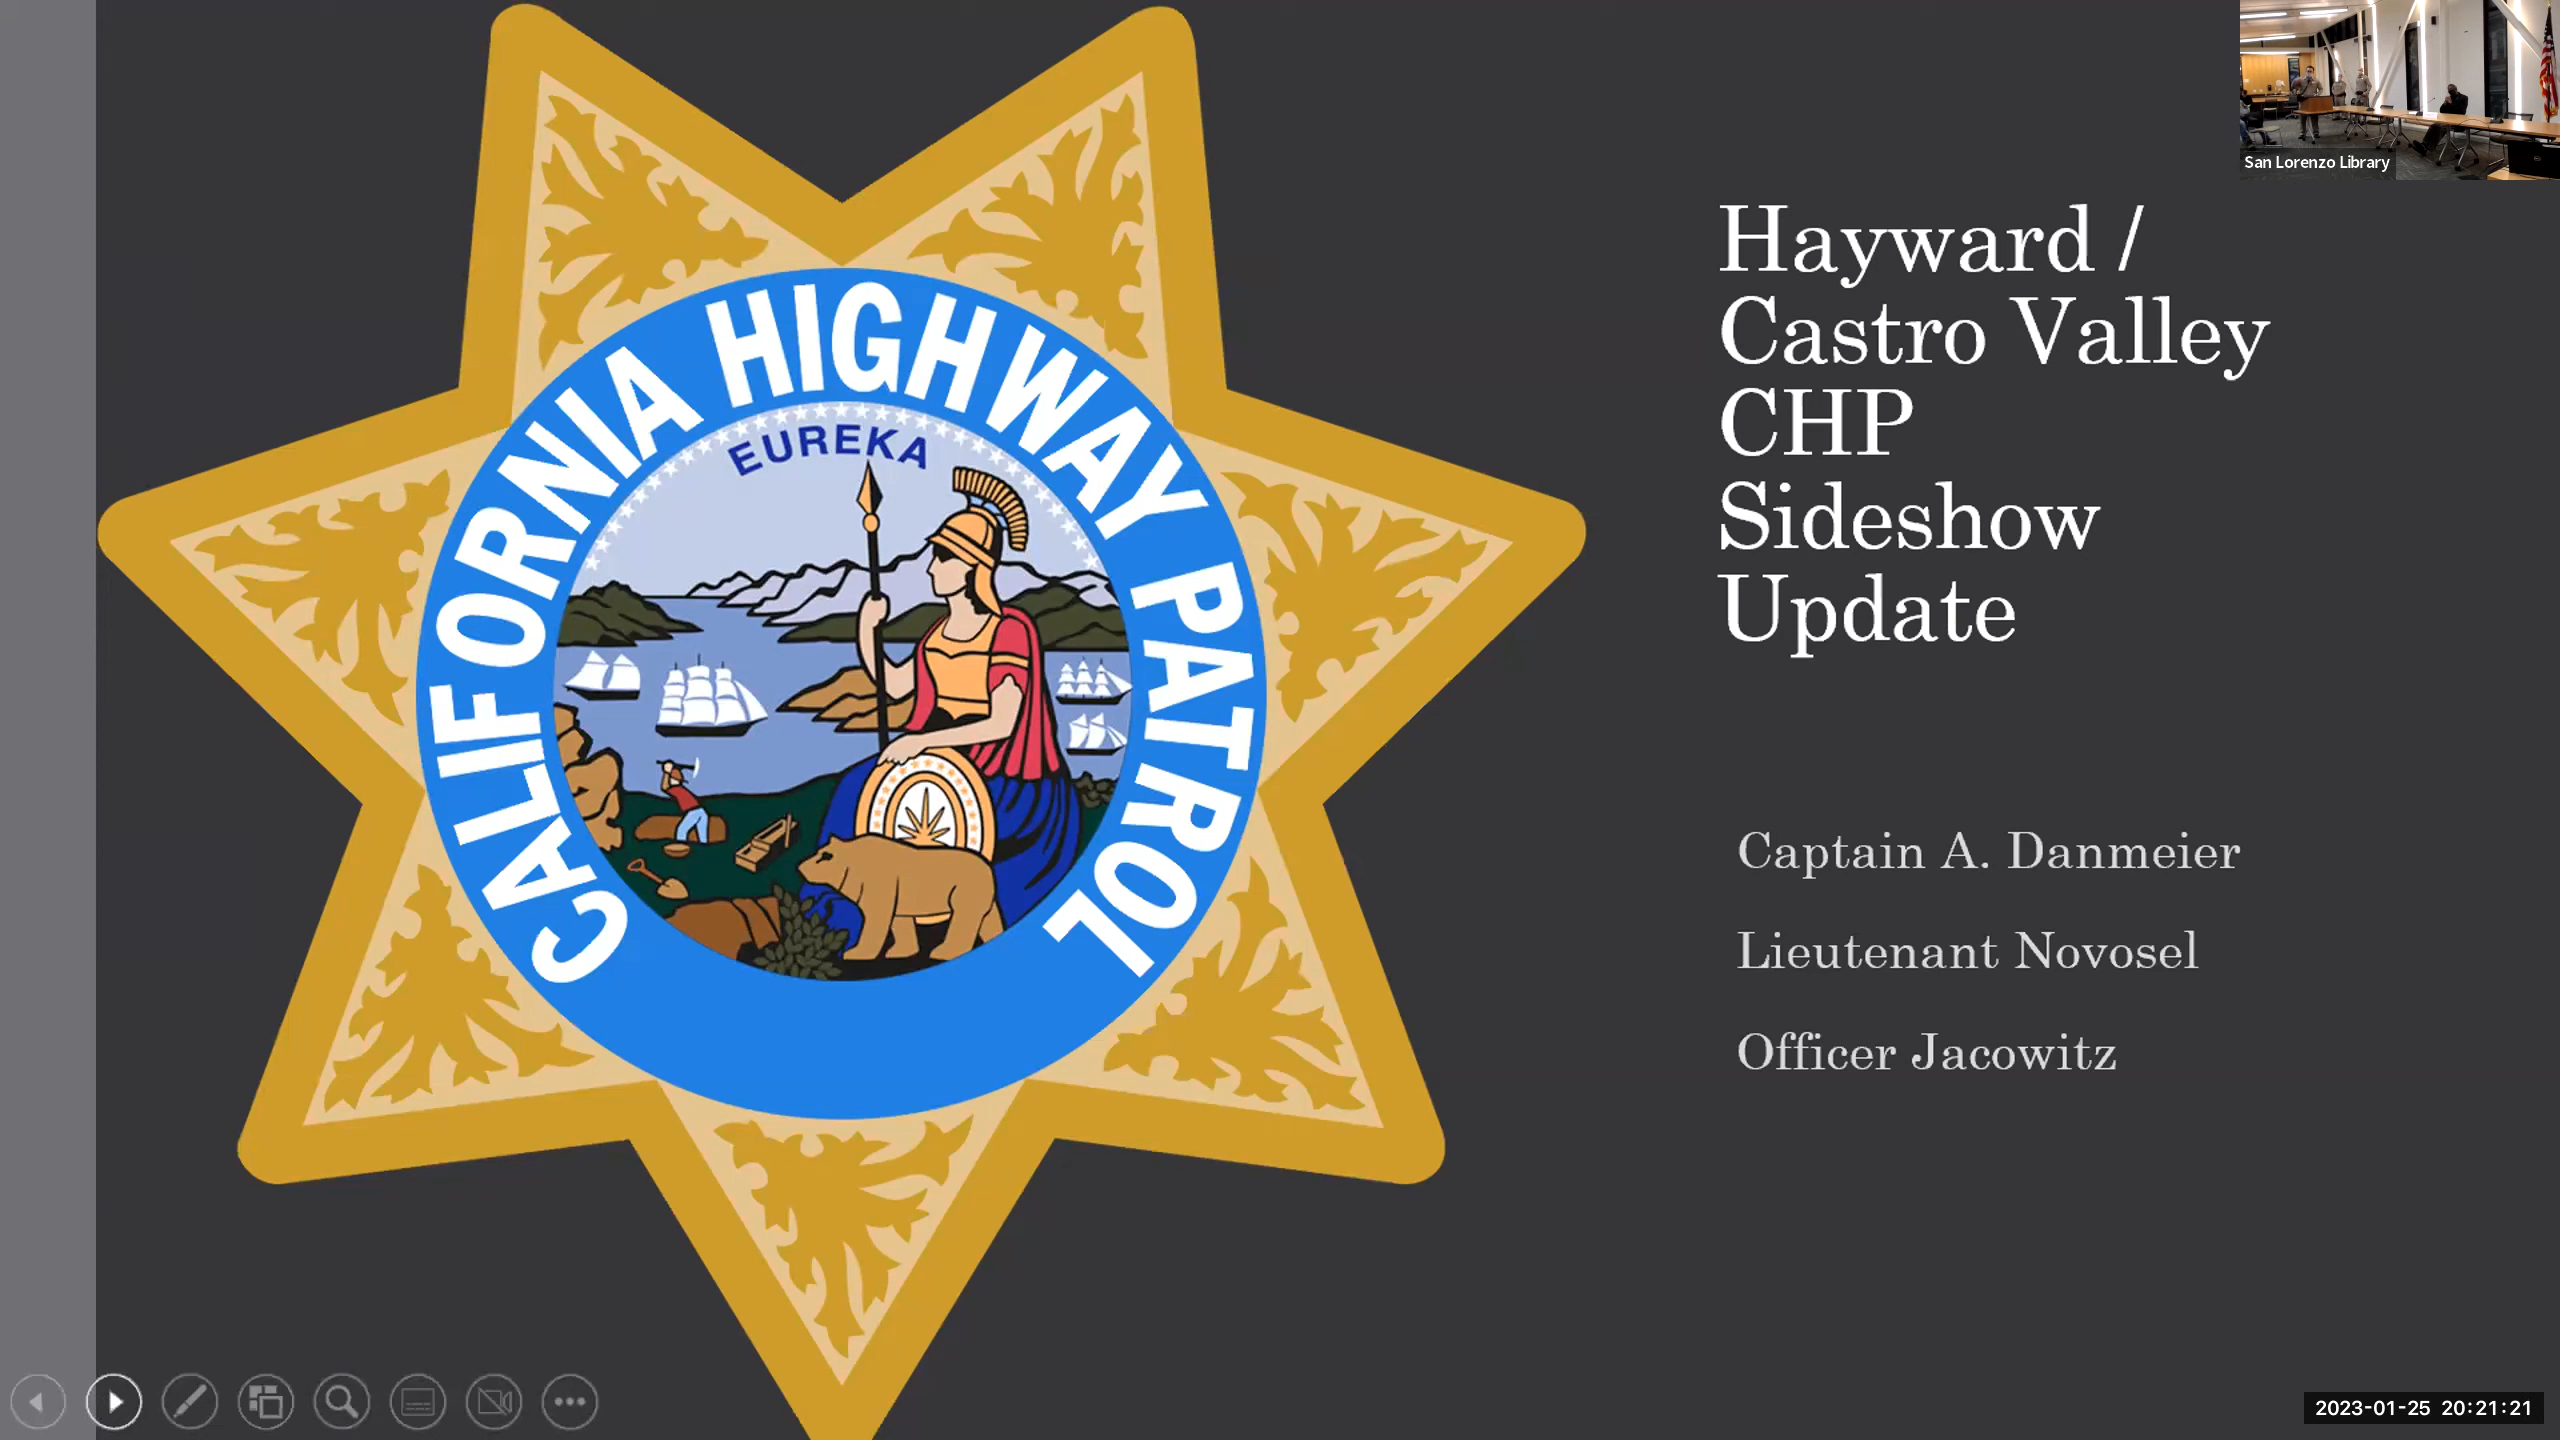 CALIFORNIA HIGHWAY PATROL
EUREKA
San Lorenzo Library
Hayward /
Castro Valley
CHP
Sideshow
Update
Captain A. Danmeier
Lieutenant Novosel
Officer Jacowitz
2023-01-25 20:21:21